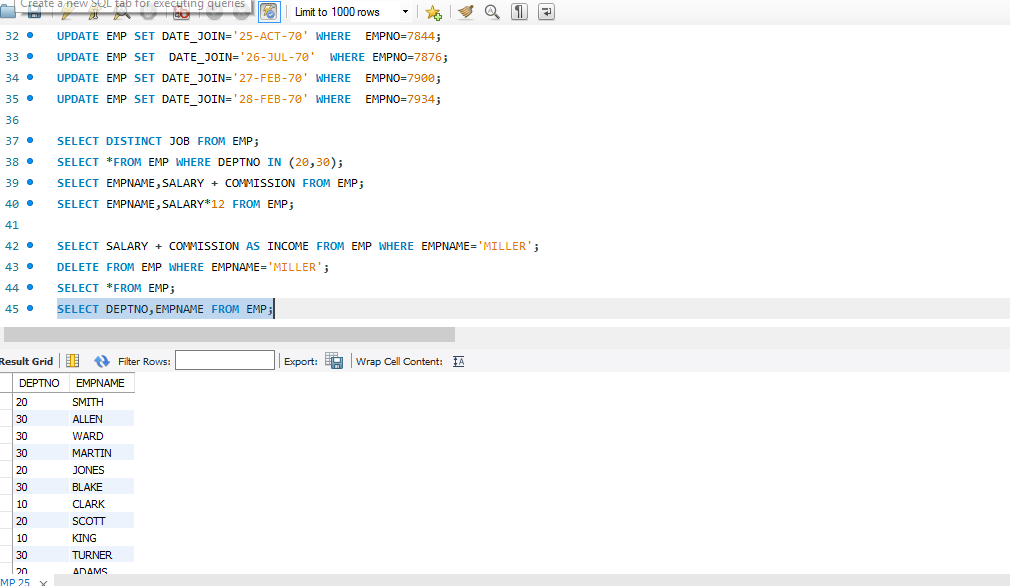 Create a new SQL tab for executing queries
Limit to 1000 rows
32 UPDATE EMP SET DATE_JOIN='25-ACT-70' WHERE  EMPNO=7844;
33 UPDATE EMP SET  DATE_JOIN='26-JUL-70'  WHERE EMPNO=7876;
34 UPDATE EMP SET DATE_JOIN='27-FEB-70' WHERE  EMPNO=7900;
35 UPDATE EMP SET DATE_JOIN='28-FEB-70' WHERE  EMPNO=7934;
36
37 SELECT DISTINCT JOB FROM EMP;
38 SELECT *FROM EMP WHERE DEPTNO IN (20,30);
39 SELECT EMPNAME,SALARY + COMMISSION FROM EMP;
40 SELECT EMPNAME,SALARY*12 FROM EMP;
41
42 SELECT SALARY + COMMISSION AS INCOME FROM EMP WHERE EMPNAME='MILLER';
43 DELETE FROM EMP WHERE EMPNAME='MILLER';
44 SELECT *FROM EMP;
45 SELECT DEPTNO,EMPNAME FROM EMP;
Result Grid Filter Rows: Export: Wrap Cell Content:
DEPTNO EMPNAME
20 SMITH
30 ALLEN
30 WARD
30 MARTIN
20 JONES
30 BLAKE
10 CLARK
20 SCOTT
10 KING
30 TURNER
20 ADAMS
MP 25